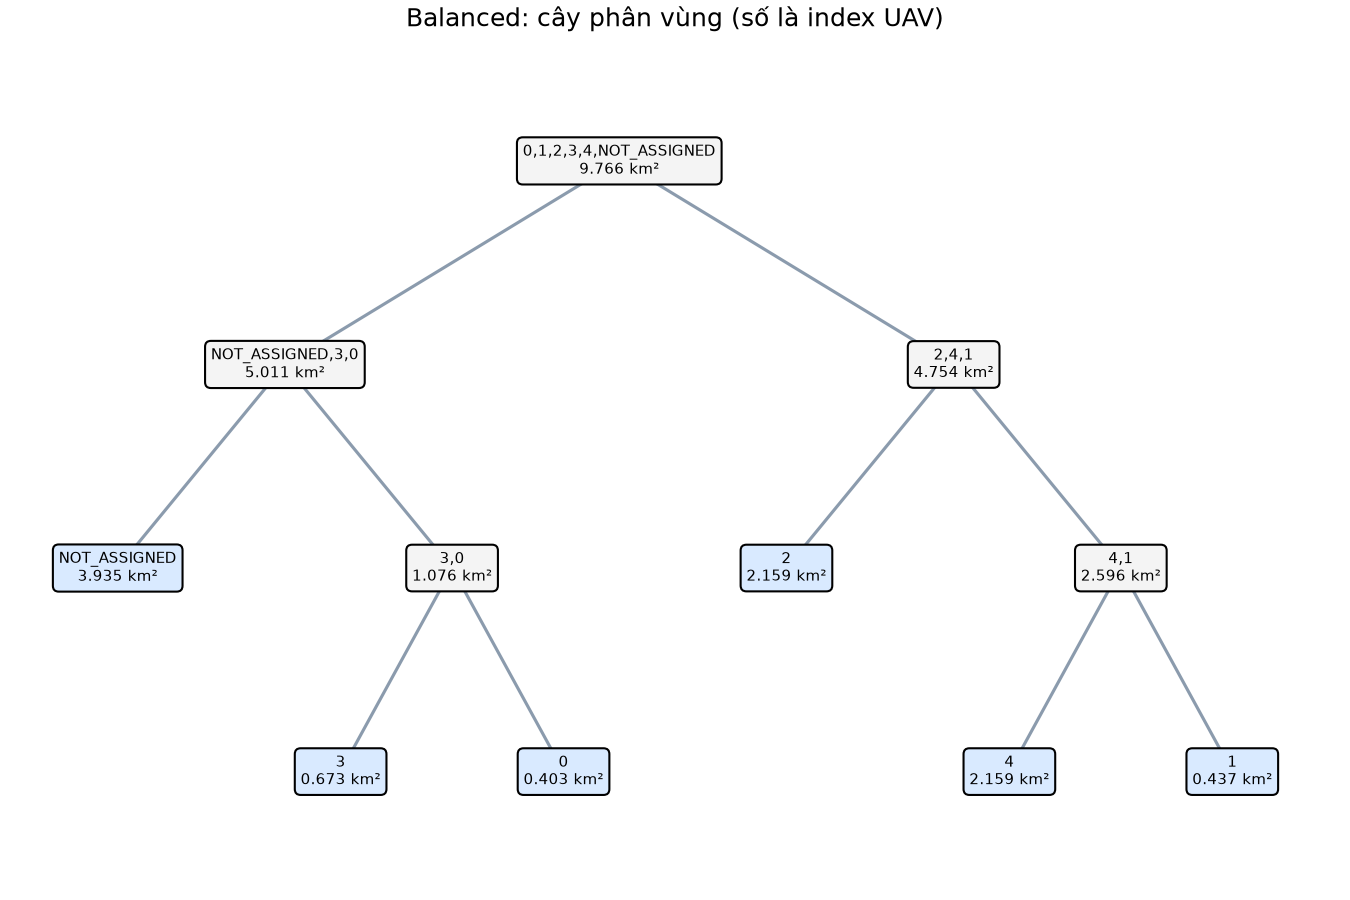 Balanced: cây phân vùng (số là index UAV)
0,1,2,3,4,NOT_ASSIGNED
9.766 km²
NOT_ASSIGNED,3,0
5.011 km²
2,4,1
4.754 km²
NOT_ASSIGNED
3.935 km²
3,0
1.076 km²
2
2.159 km²
4,1
2.596 km²
3
0.673 km²
0
0.403 km²
4
2.159 km²
1
0.437 km²